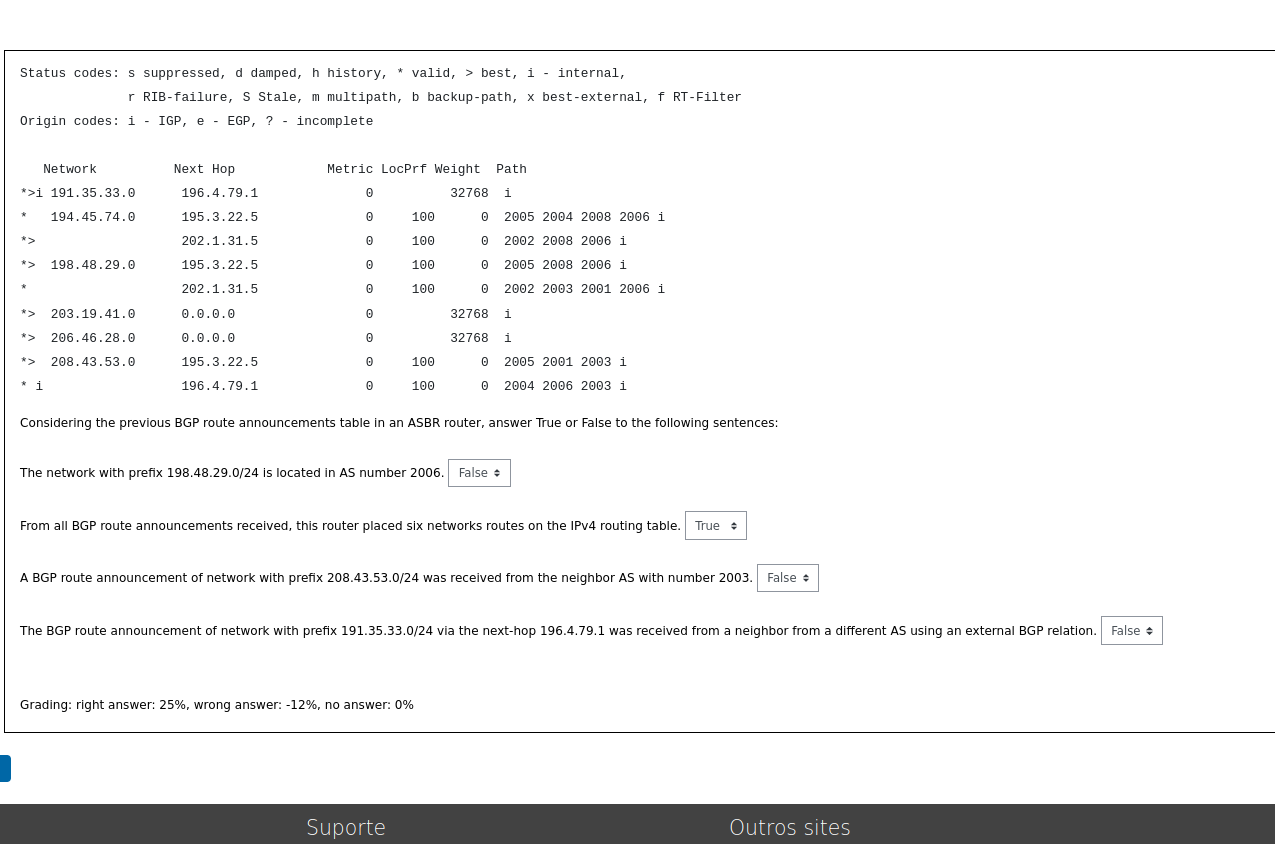 Status codes: s suppressed, d damped, h history, * valid, > best, i - internal,
              r RIB-failure, S Stale, m multipath, b backup-path, x best-external, f RT-Filter
Origin codes: i - IGP, e - EGP, ? - incomplete

   Network          Next Hop            Metric LocPrf Weight  Path
*>i 191.35.33.0      196.4.79.1              0          32768  i
*   194.45.74.0      195.3.22.5              0     100      0  2005 2004 2008 2006 i
*>                   202.1.31.5              0     100      0  2002 2008 2006 i
*>  198.48.29.0      195.3.22.5              0     100      0  2005 2008 2006 i
*                    202.1.31.5              0     100      0  2002 2003 2001 2006 i
*>  203.19.41.0      0.0.0.0                 0          32768  i
*>  206.46.28.0      0.0.0.0                 0          32768  i
*>  208.43.53.0      195.3.22.5              0     100      0  2005 2001 2003 i
* i                  196.4.79.1              0     100      0  2004 2006 2003 i
Considering the previous BGP route announcements table in an ASBR router, answer True or False to the following sentences:
The network with prefix 198.48.29.0/24 is located in AS number 2006. False
From all BGP route announcements received, this router placed six networks routes on the IPv4 routing table. True
A BGP route announcement of network with prefix 208.43.53.0/24 was received from the neighbor AS with number 2003. False
The BGP route announcement of network with prefix 191.35.33.0/24 via the next-hop 196.4.79.1 was received from a neighbor from a different AS using an external BGP relation. False
Grading: right answer: 25%, wrong answer: -12%, no answer: 0%
Suporte
Outros sites